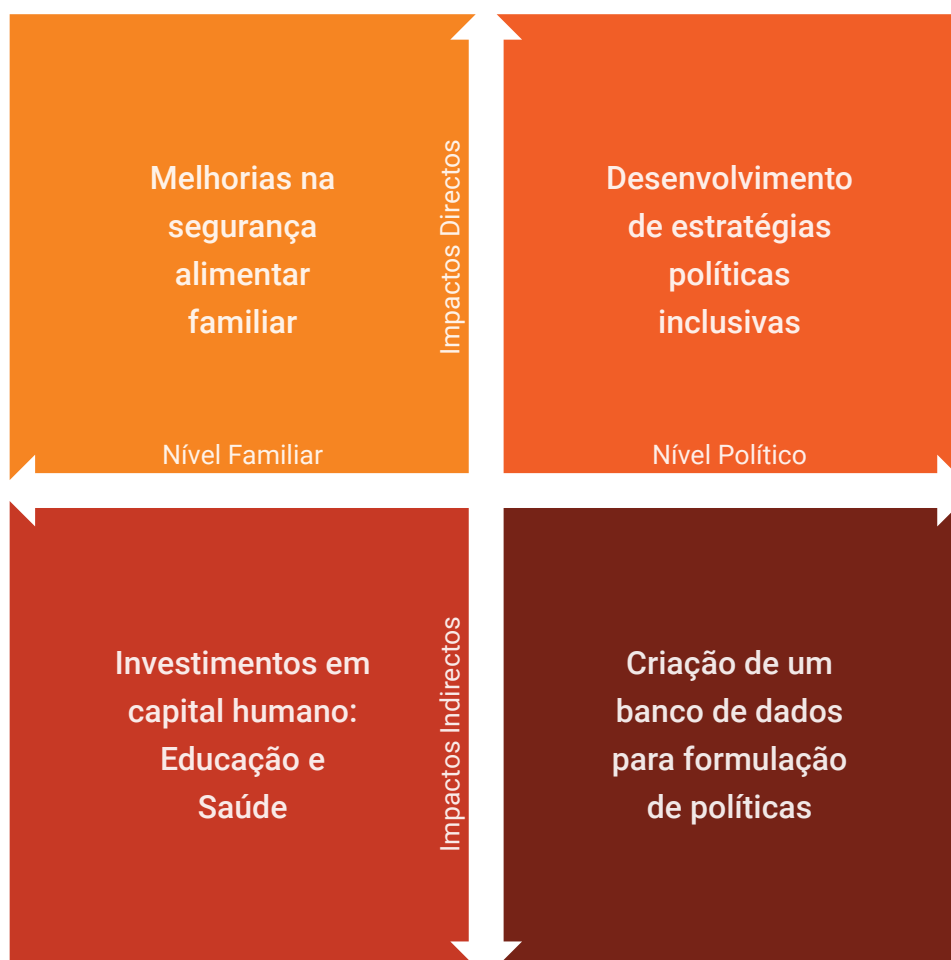 Melhorias na
segurança
alimentar
familiar
Impactos Directos
Nível Familiar
Desenvolvimento
de estratégias
políticas
inclusivas
Nível Político
Investimentos em
capital humano:
Educação e
Saúde
Impactos Indirectos
Criação de um
banco de dados
para formulação
de políticas